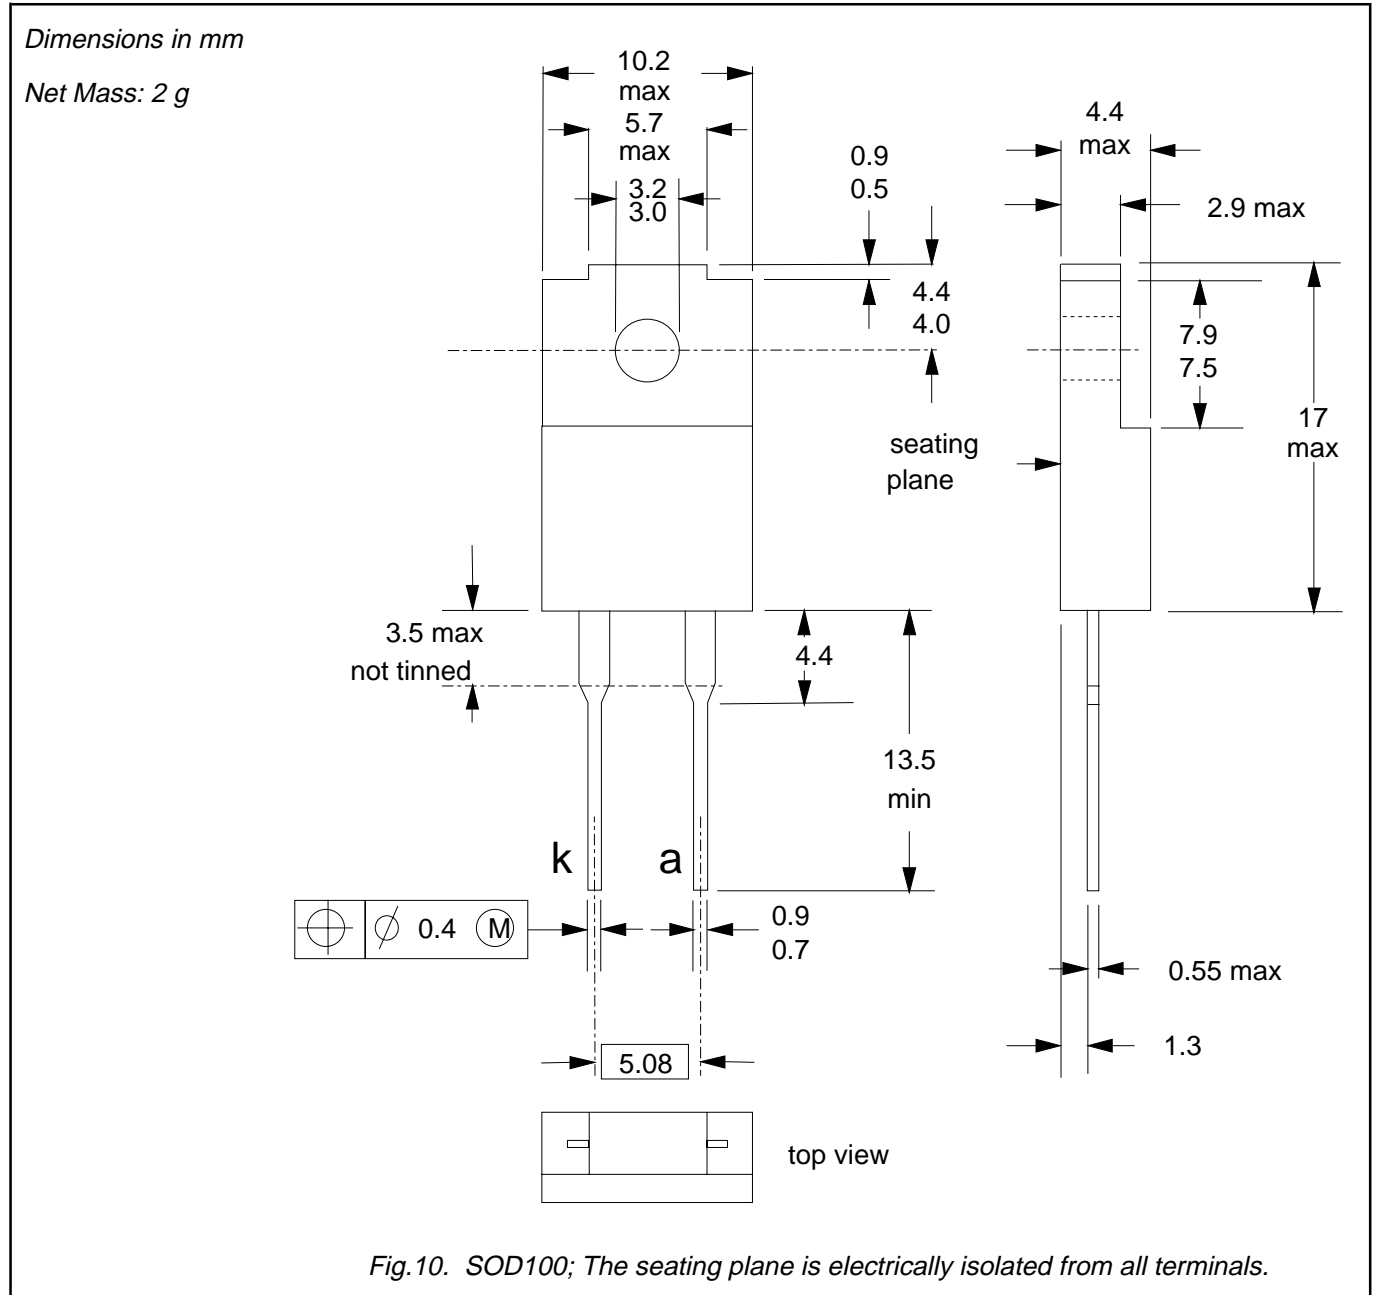 Dimensions in mm
Net Mass: 2 g
10.2
max
5.7
max
3.2
3.0
0.9
0.5
4.4
4.0
4.4
max
2.9 max
7.9
7.5
17
max
seating
plane
3.5 max
not tinned
4.4
13.5
min
k
a
⌀ 0.4 Ⓜ
0.9
0.7
0.55 max
1.3
5.08
top view
Fig.10. SOD100; The seating plane is electrically isolated from all terminals.